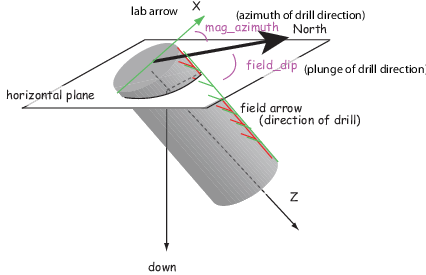 lab arrow
X
(azimuth of drill direction)
mag_azimuth
North
field_dip
(plunge of drill direction)
horizontal plane
field arrow
(direction of drill)
Z
down